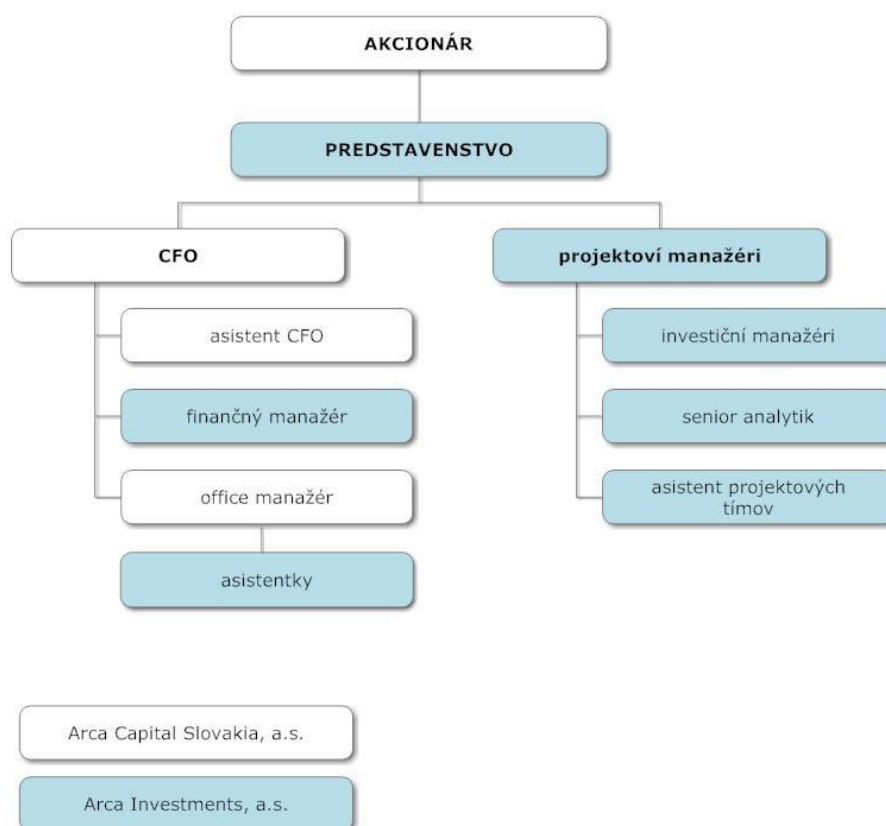 AKCIONÁR
PREDSTAVENSTVO
CFO
projektoví manažéri
asistent CFO
investiční manažéri
finančný manažér
senior analytik
office manažér
asistent projektových
tímov
asistentky
Arca Capital Slovakia, a.s.
Arca Investments, a.s.